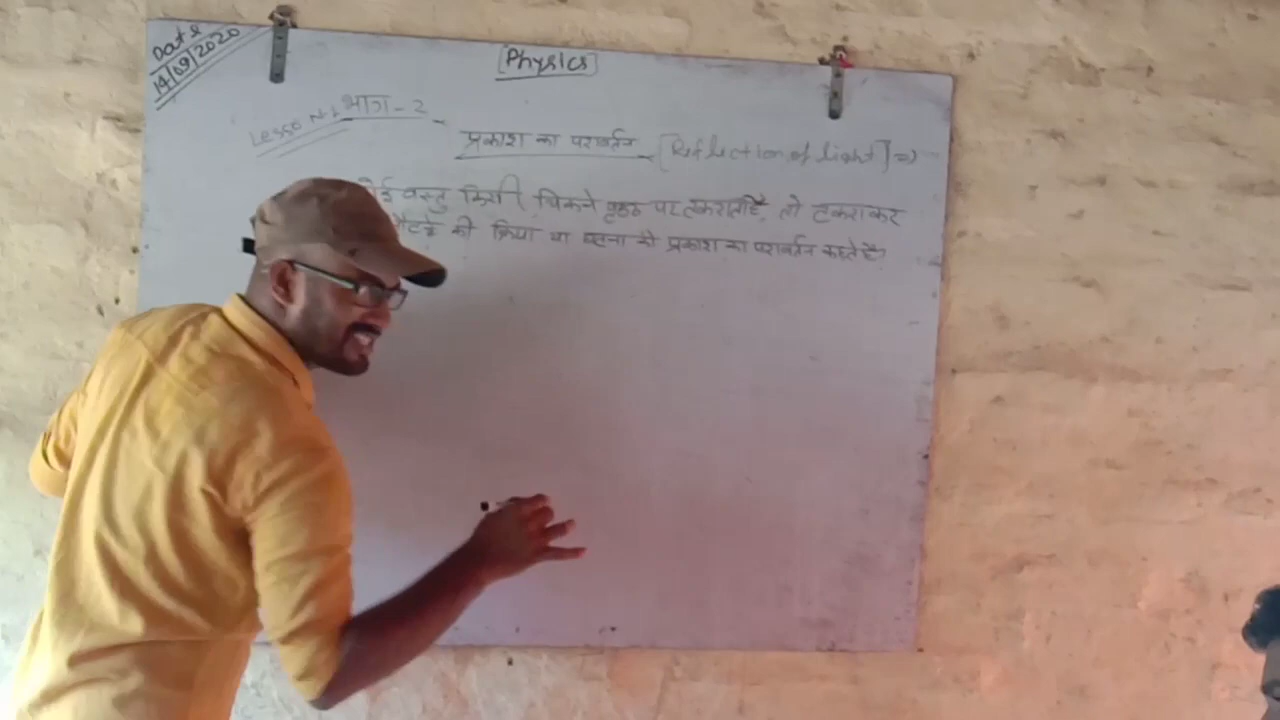 Date
14/09/2020
Physics
Lesson-1 भाग-2
प्रकाश का परावर्तन [Reflection of light] =>
कोई वस्तु किसी चिकने पृष्ठ पर टकराती है, तो टकराकर
की क्रिया या घटना को प्रकाश का परावर्तन कहते है।